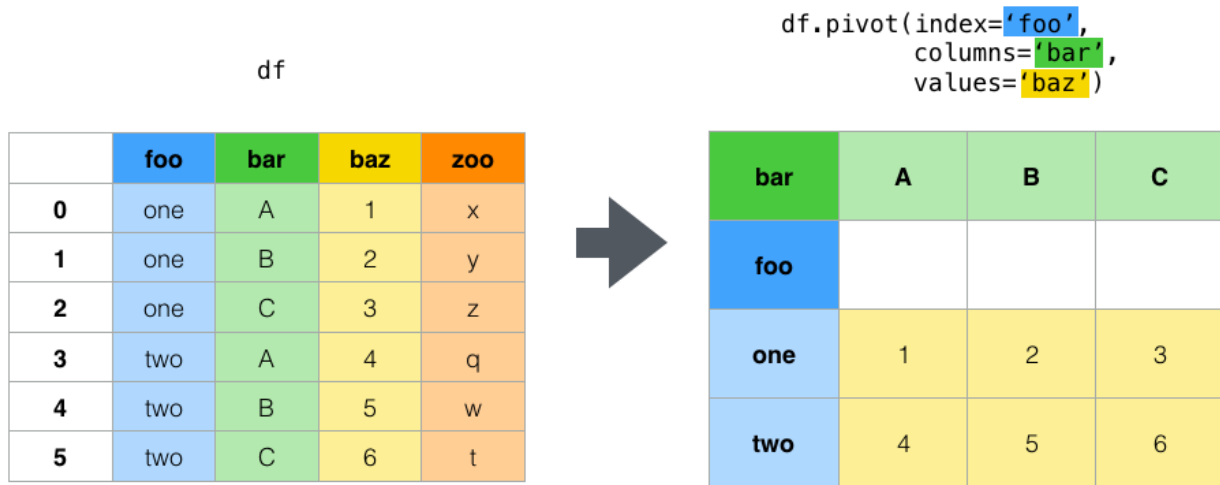 df
foo bar baz zoo
0 one A 1 x
1 one B 2 y
2 one C 3 z
3 two A 4 q
4 two B 5 w
5 two C 6 t
df.pivot(index=‘foo’,
columns=‘bar’,
values=‘baz’)
bar A B C
foo
one 1 2 3
two 4 5 6